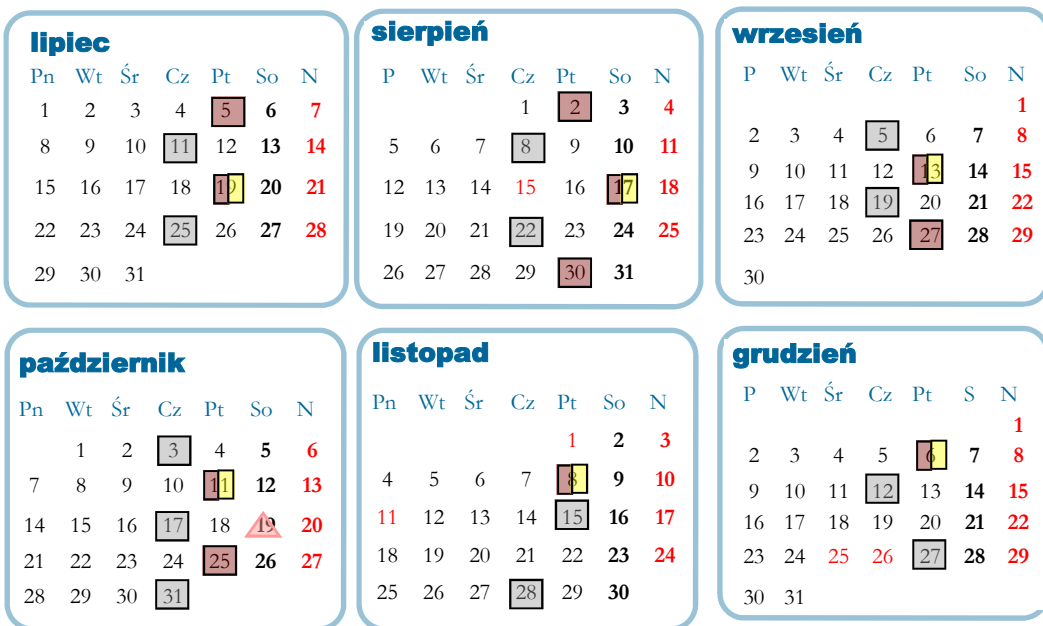 lipiec
Pn Wt Śr Cz Pt So N
1 2 3 4 5 6 7
8 9 10 11 12 13 14
15 16 17 18 19 20 21
22 23 24 25 26 27 28
29 30 31
sierpień
P Wt Śr Cz Pt So N
1 2 3 4
5 6 7 8 9 10 11
12 13 14 15 16 17 18
19 20 21 22 23 24 25
26 27 28 29 30 31
wrzesień
P Wt Śr Cz Pt So N
1
2 3 4 5 6 7 8
9 10 11 12 13 14 15
16 17 18 19 20 21 22
23 24 25 26 27 28 29
30
październik
Pn Wt Śr Cz Pt So N
1 2 3 4 5 6
7 8 9 10 11 12 13
14 15 16 17 18 19 20
21 22 23 24 25 26 27
28 29 30 31
listopad
Pn Wt Śr Cz Pt So N
1 2 3
4 5 6 7 8 9 10
11 12 13 14 15 16 17
18 19 20 21 22 23 24
25 26 27 28 29 30
grudzień
P Wt Śr Cz Pt S N
1
2 3 4 5 6 7 8
9 10 11 12 13 14 15
16 17 18 19 20 21 22
23 24 25 26 27 28 29
30 31